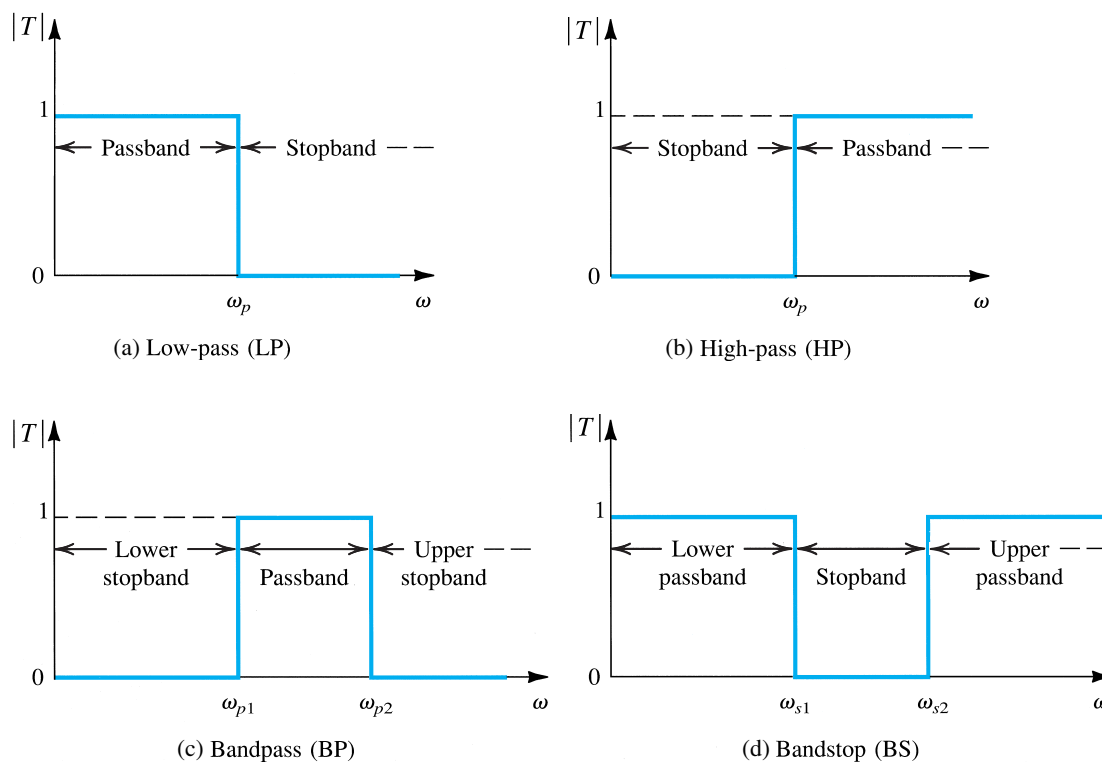 |T|
1
Passband
Stopband
0
ωp
ω
(a) Low-pass (LP)
|T|
1
Stopband
Passband
0
ωp
ω
(b) High-pass (HP)
|T|
1
Lower
stopband
Passband
Upper
stopband
0
ωp1
ωp2
ω
(c) Bandpass (BP)
|T|
1
Lower
passband
Stopband
Upper
passband
0
ωs1
ωs2
ω
(d) Bandstop (BS)